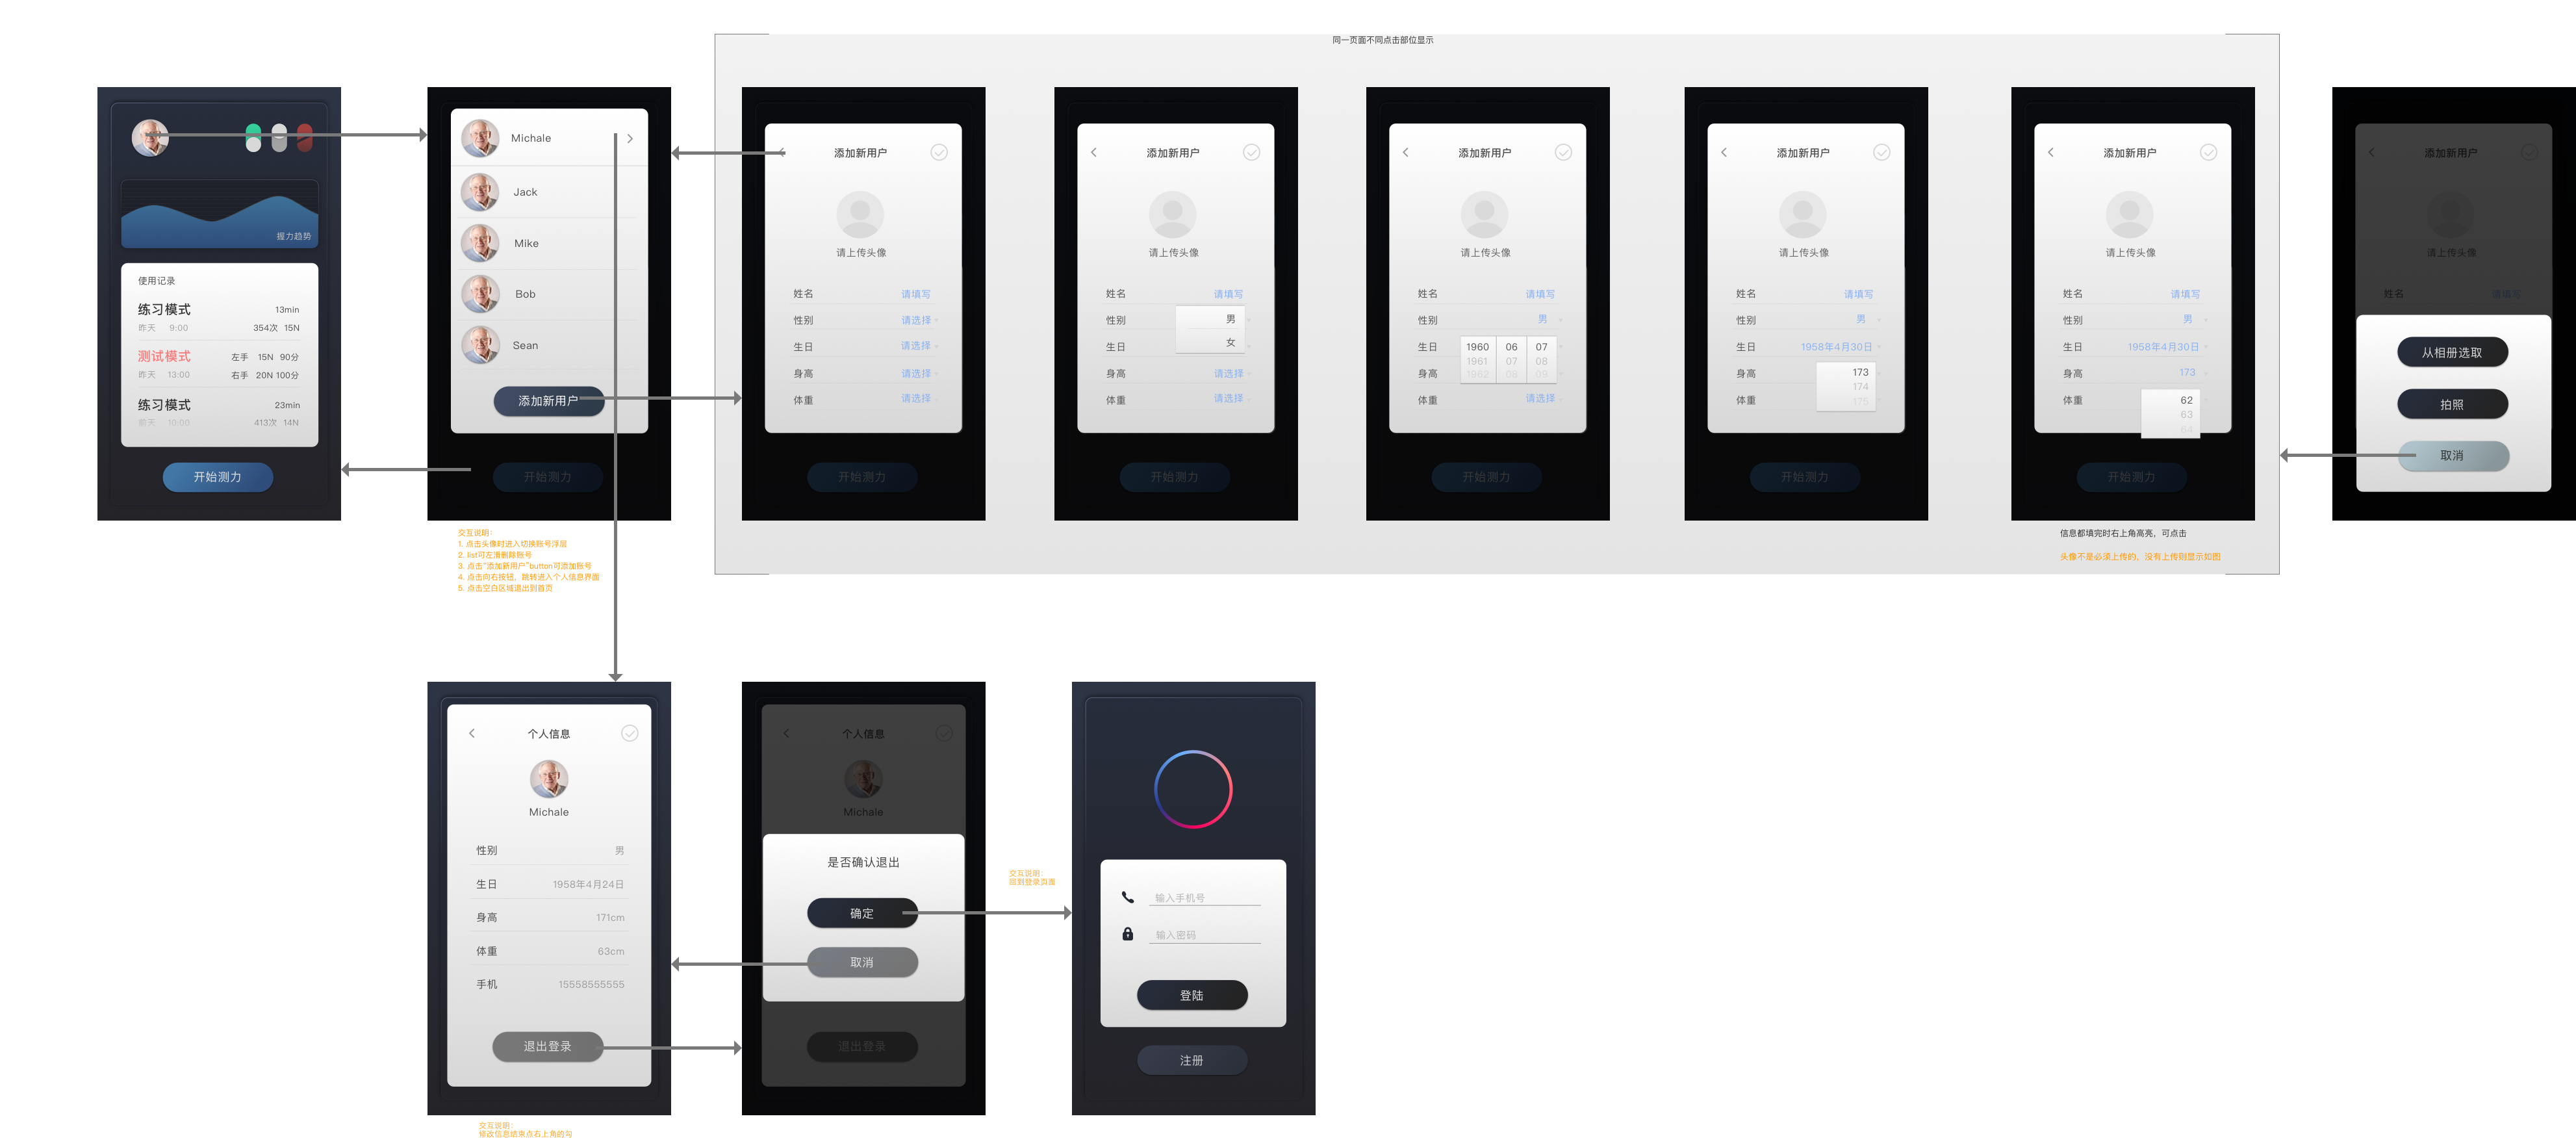 同一页面不同点击部位显示
握力趋势
使用记录
练习模式 13min
昨天 9:00 354次 15N
测试模式 左手 15N 90分
昨天 13:00 右手 20N 100分
练习模式 23min
前天 10:00 413次 14N
开始测力
Michale
Jack
Mike
Bob
Sean
添加新用户
开始测力
交互说明:
1. 点击头像时进入切换账号浮层
2. list可左滑删除账号
3. 点击"添加新用户"button可添加账号
4. 点击向右按钮，跳转进入个人信息界面
5. 点击空白区域退出到首页
添加新用户
请上传头像
姓名 请填写
性别 请选择
生日 请选择
身高 请选择
体重 请选择
开始测力
添加新用户
请上传头像
姓名 请填写
性别 男
女
生日
身高 请选择
体重 请选择
开始测力
添加新用户
请上传头像
姓名 请填写
性别 男
生日 1960 06 07
1961 07 08
身高 1962 08 09
体重 请选择
开始测力
添加新用户
请上传头像
姓名 请填写
性别 男
生日 1958年4月30日
身高 173
174
体重 175
开始测力
添加新用户
请上传头像
姓名 请填写
性别 男
生日 1958年4月30日
身高 173
体重 62
63
64
开始测力
信息都填完时右上角高亮，可点击
头像不是必须上传的，没有上传则显示如图
添加新用户
请上传头像
姓名 请填写
从相册选取
拍照
取消
个人信息
Michale
性别 男
生日 1958年4月24日
身高 171cm
体重 63cm
手机 15558555555
退出登录
交互说明:
修改信息结束点右上角的勾
个人信息
Michale
是否确认退出
确定
取消
退出登录
交互说明:
回到登录页面
输入手机号
输入密码
登陆
注册